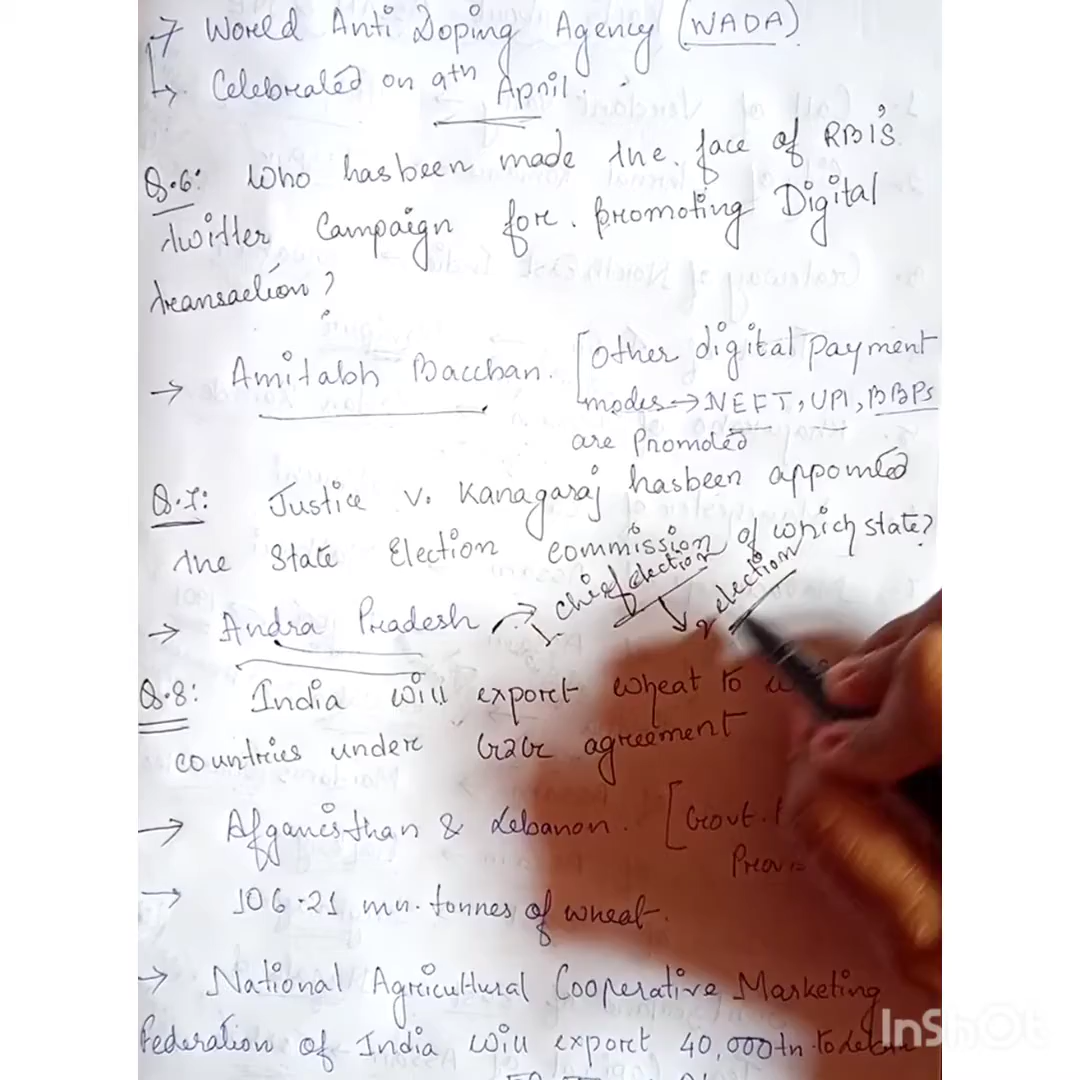 → World Anti Doping Agency (WADA)
↳ Celebrated on 9th April.
Q.6: Who hasbeen made the face of RBI's
twitter Campaign for promoting Digital
transaction?
→ Amitabh Bacchan. [Other digital payment
modes → NEFT, UPI, BBPs
are Promoted
Q.7: Justice V. Kanagaraj hasbeen appointed
the State Election commission of which state?
→ Andra Pradesh
1. chief election
2 election
Q.8: India will export wheat to
countries under G2G agreement
→ Afganisthan & Lebanon. [Govt.
→ 106.21 mn. tonnes of wheat.
→ National Agricultural Cooperative Marketing
Federation of India will export 40,000tn to
InShOt